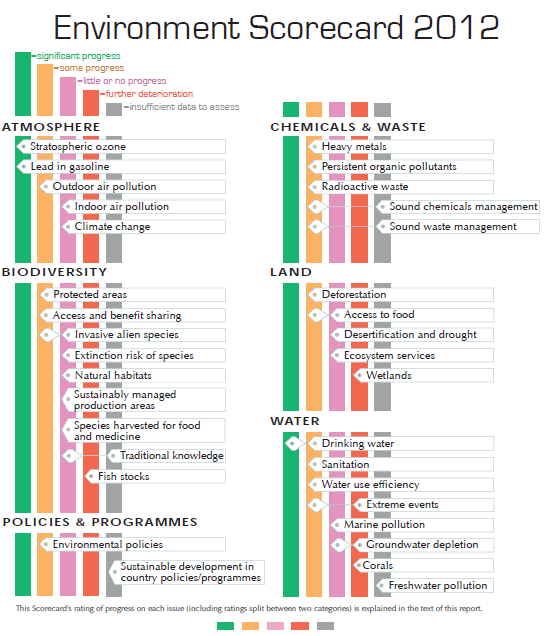 Environment Scorecard 2012
significant progress
some progress
little or no progress
further deterioration
insufficient data to assess
ATMOSPHERE
Stratospheric ozone
Lead in gasoline
Outdoor air pollution
Indoor air pollution
Climate change
BIODIVERSITY
Protected areas
Access and benefit sharing
Invasive alien species
Extinction risk of species
Natural habitats
Sustainably managed
production areas
Species harvested for food
and medicine
Traditional knowledge
Fish stocks
POLICIES & PROGRAMMES
Environmental policies
Sustainable development in
country policies/programmes
CHEMICALS & WASTE
Heavy metals
Persistent organic pollutants
Radioactive waste
Sound chemicals management
Sound waste management
LAND
Deforestation
Access to food
Desertification and drought
Ecosystem services
Wetlands
WATER
Drinking water
Sanitation
Water use efficiency
Extreme events
Marine pollution
Groundwater depletion
Corals
Freshwater pollution
This Scorecard's rating of progress on each issue (including ratings split between two categories) is explained in the text of this report.